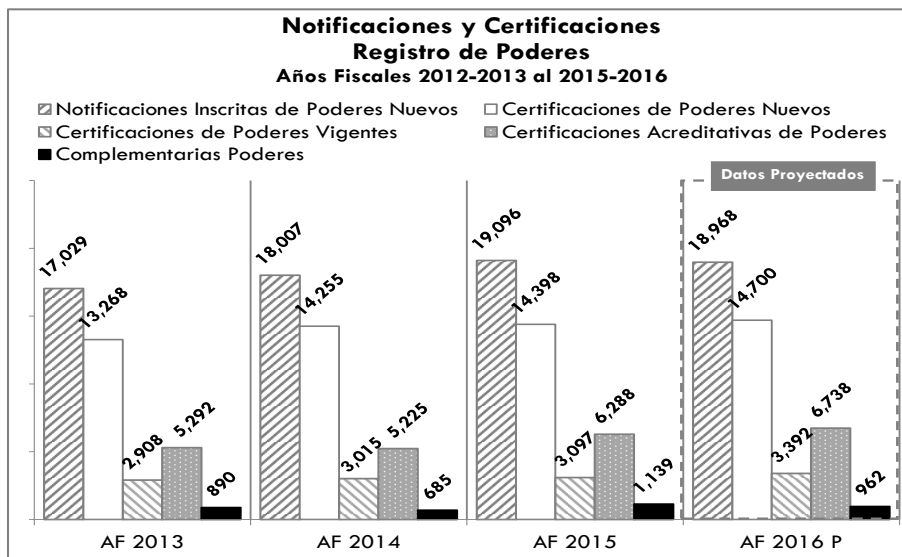 Notificaciones y Certificaciones
Registro de Poderes
Años Fiscales 2012-2013 al 2015-2016
Notificaciones Inscritas de Poderes Nuevos
Certificaciones de Poderes Nuevos
Certificaciones de Poderes Vigentes
Certificaciones Acreditativas de Poderes
Complementarias Poderes
Datos Proyectados
17,029
13,268
2,908
5,292
890
18,007
14,255
3,015
5,225
685
19,096
14,398
3,097
6,288
1,139
18,968
14,700
3,392
6,738
962
AF 2013
AF 2014
AF 2015
AF 2016 P